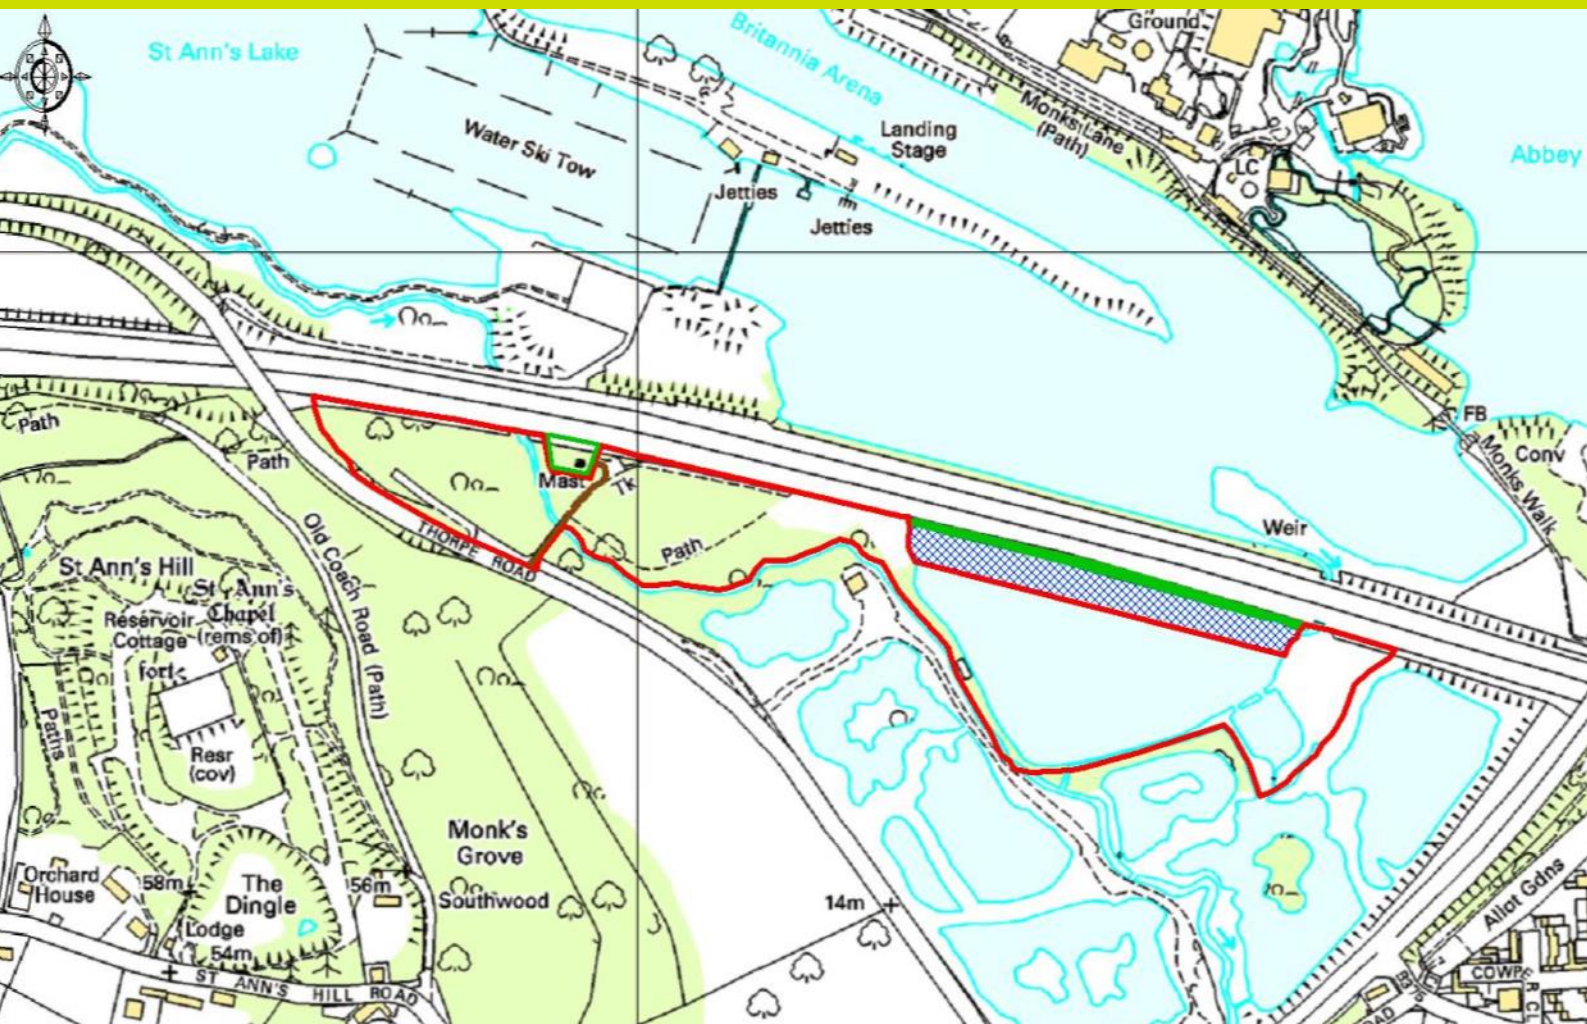 Ground
St Ann's Lake
Britannia Arena
Monks Lane
(Path)
Landing
Stage
Water Ski Tow
Abbey
LC
Jetties
Jetties
FB
Path
Conv
Monks Walk
Path
Mast
Tk
Old Coach Road (Path)
THORPE ROAD
Path
Weir
St Ann's Hill
St Ann's
Chapel
(rems of)
Reservoir
Cottage
fort
Paths
Resr
(cov)
Monk's
Grove
Orchard
House
58m
The
Dingle
56m
Southwood
14m
Allot Gdns
Lodge
54m
ST ANN'S HILL ROAD